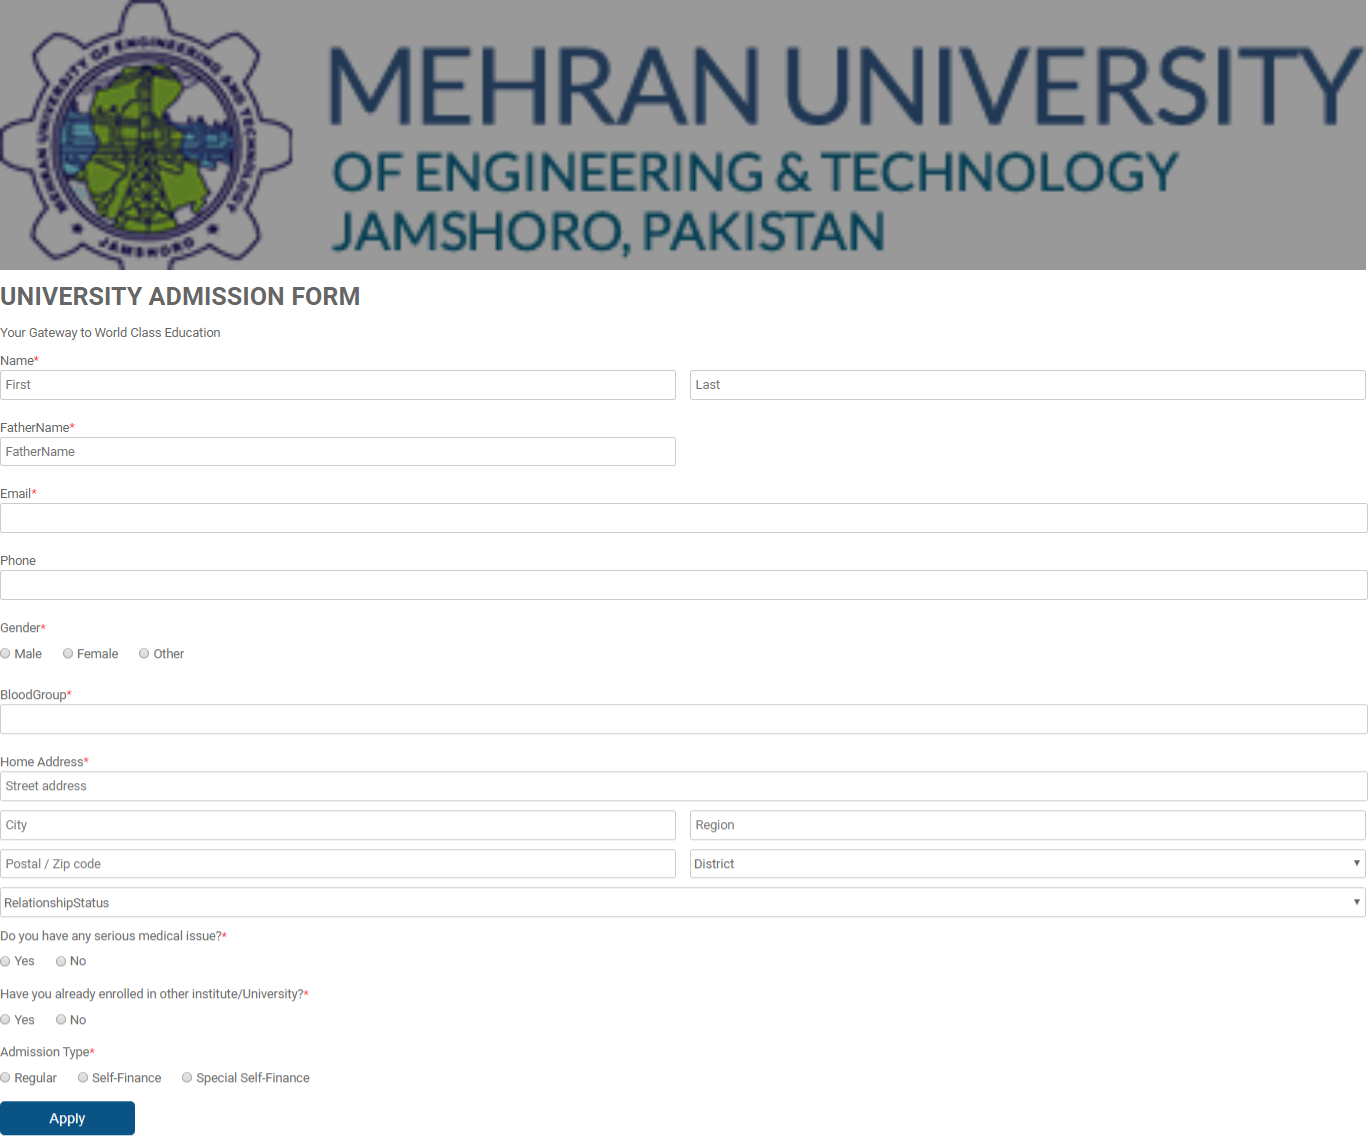 MEHRAN UNIVERSITY OF ENGINEERING AND TECHNOLOGY
JAMSHORO
MEHRAN UNIVERSITY
OF ENGINEERING & TECHNOLOGY
JAMSHORO, PAKISTAN
UNIVERSITY ADMISSION FORM
Your Gateway to World Class Education
Name*
First Last
FatherName*
FatherName
Email*
Phone
Gender*
Male Female Other
BloodGroup*
Home Address*
Street address
City Region
Postal / Zip code District
RelationshipStatus
Do you have any serious medical issue?*
Yes No
Have you already enrolled in other institute/University?*
Yes No
Admission Type*
Regular Self-Finance Special Self-Finance
Apply